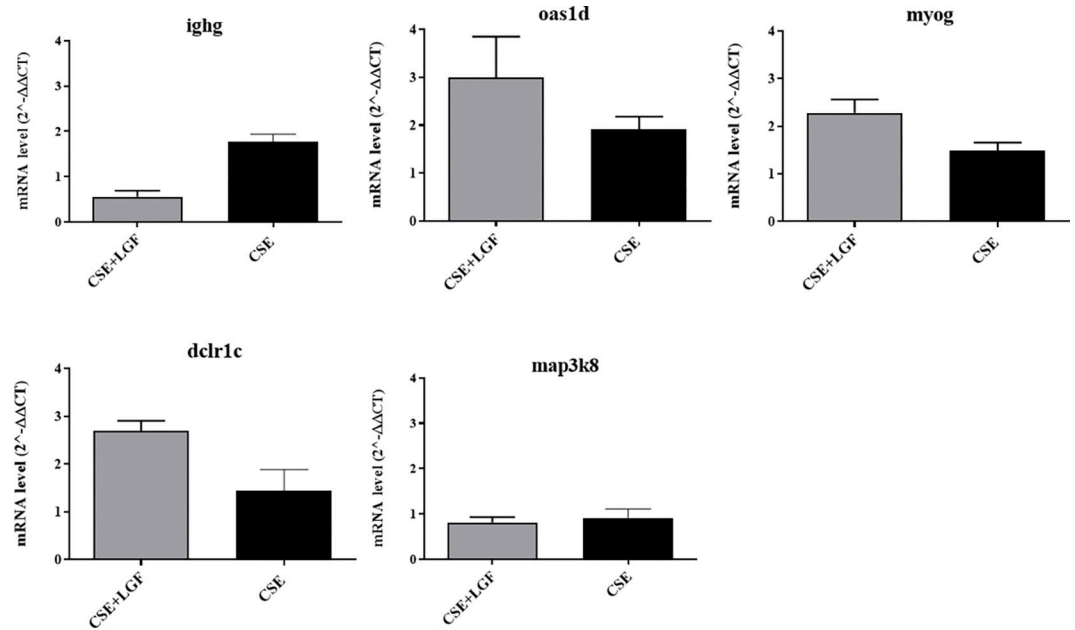 ighg
mRNA level (2^-ΔΔCT)
4
3
2
1
0
CSE+LGF
CSE
oas1d
mRNA level (2^-ΔΔCT)
4
3
2
1
0
CSE+LGF
CSE
myog
mRNA level (2^-ΔΔCT)
4
3
2
1
0
CSE+LGF
CSE
dclr1c
mRNA level (2^-ΔΔCT)
4
3
2
1
0
CSE+LGF
CSE
map3k8
mRNA level (2^-ΔΔCT)
4
3
2
1
0
CSE+LGF
CSE